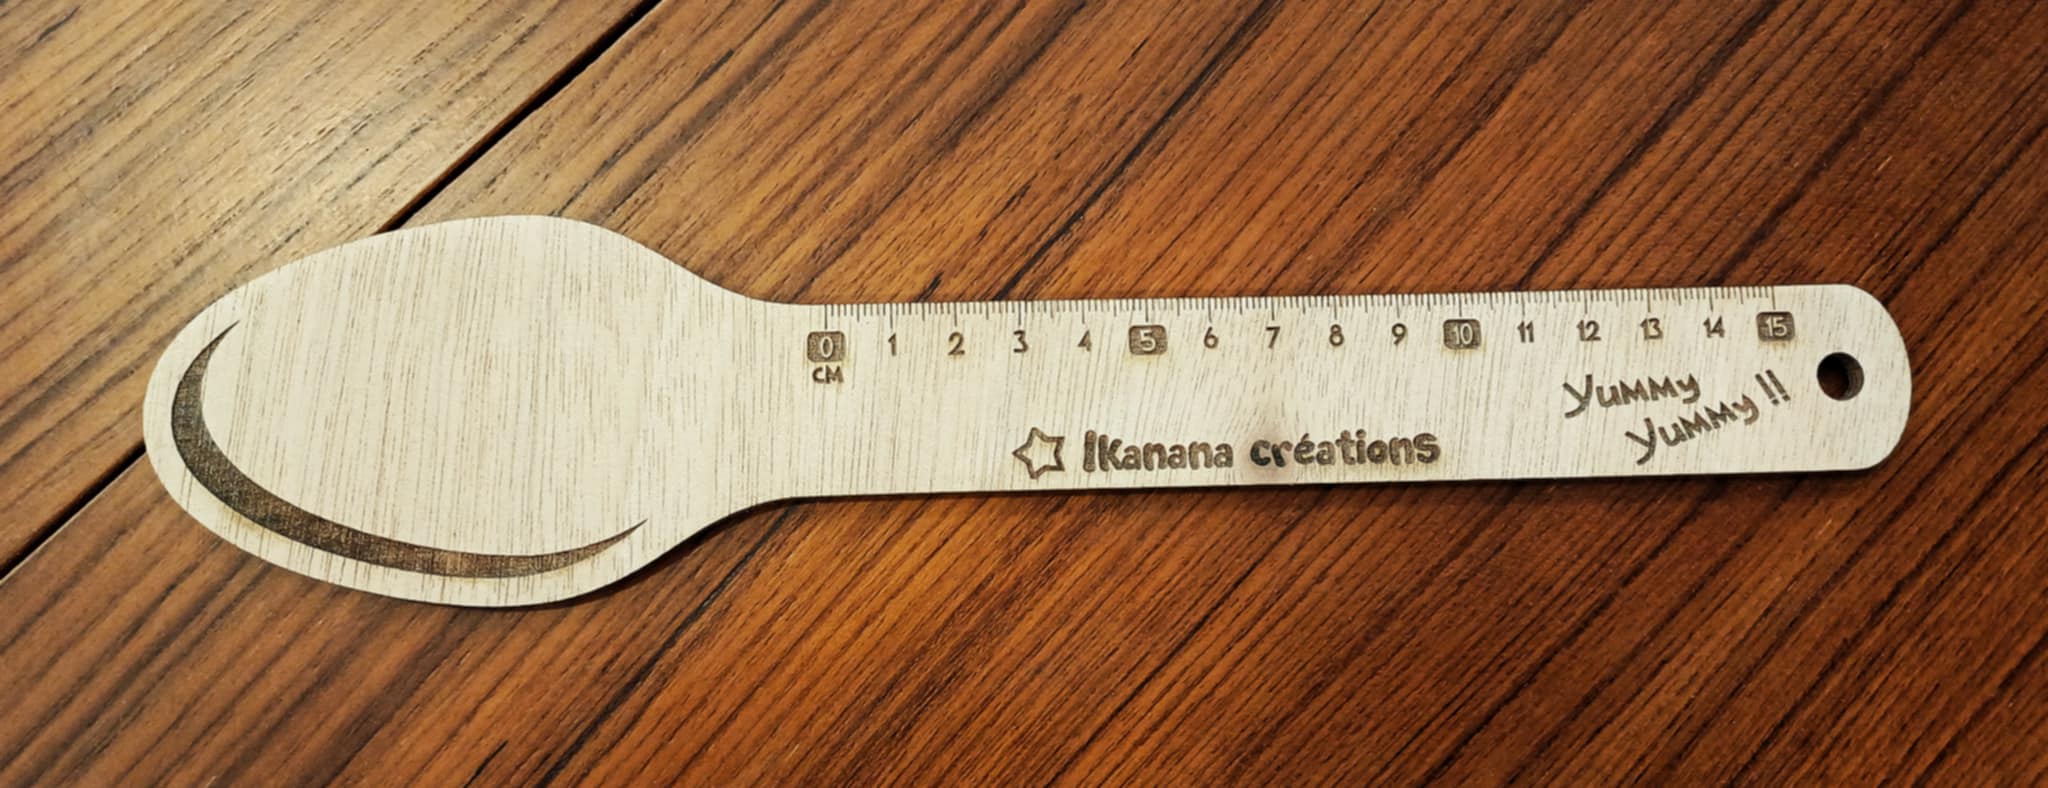 0 1 2 3 4 5 6 7 8 9 10 11 12 13 14 15
CM
Yummy
Yummy !!
iKanana créations